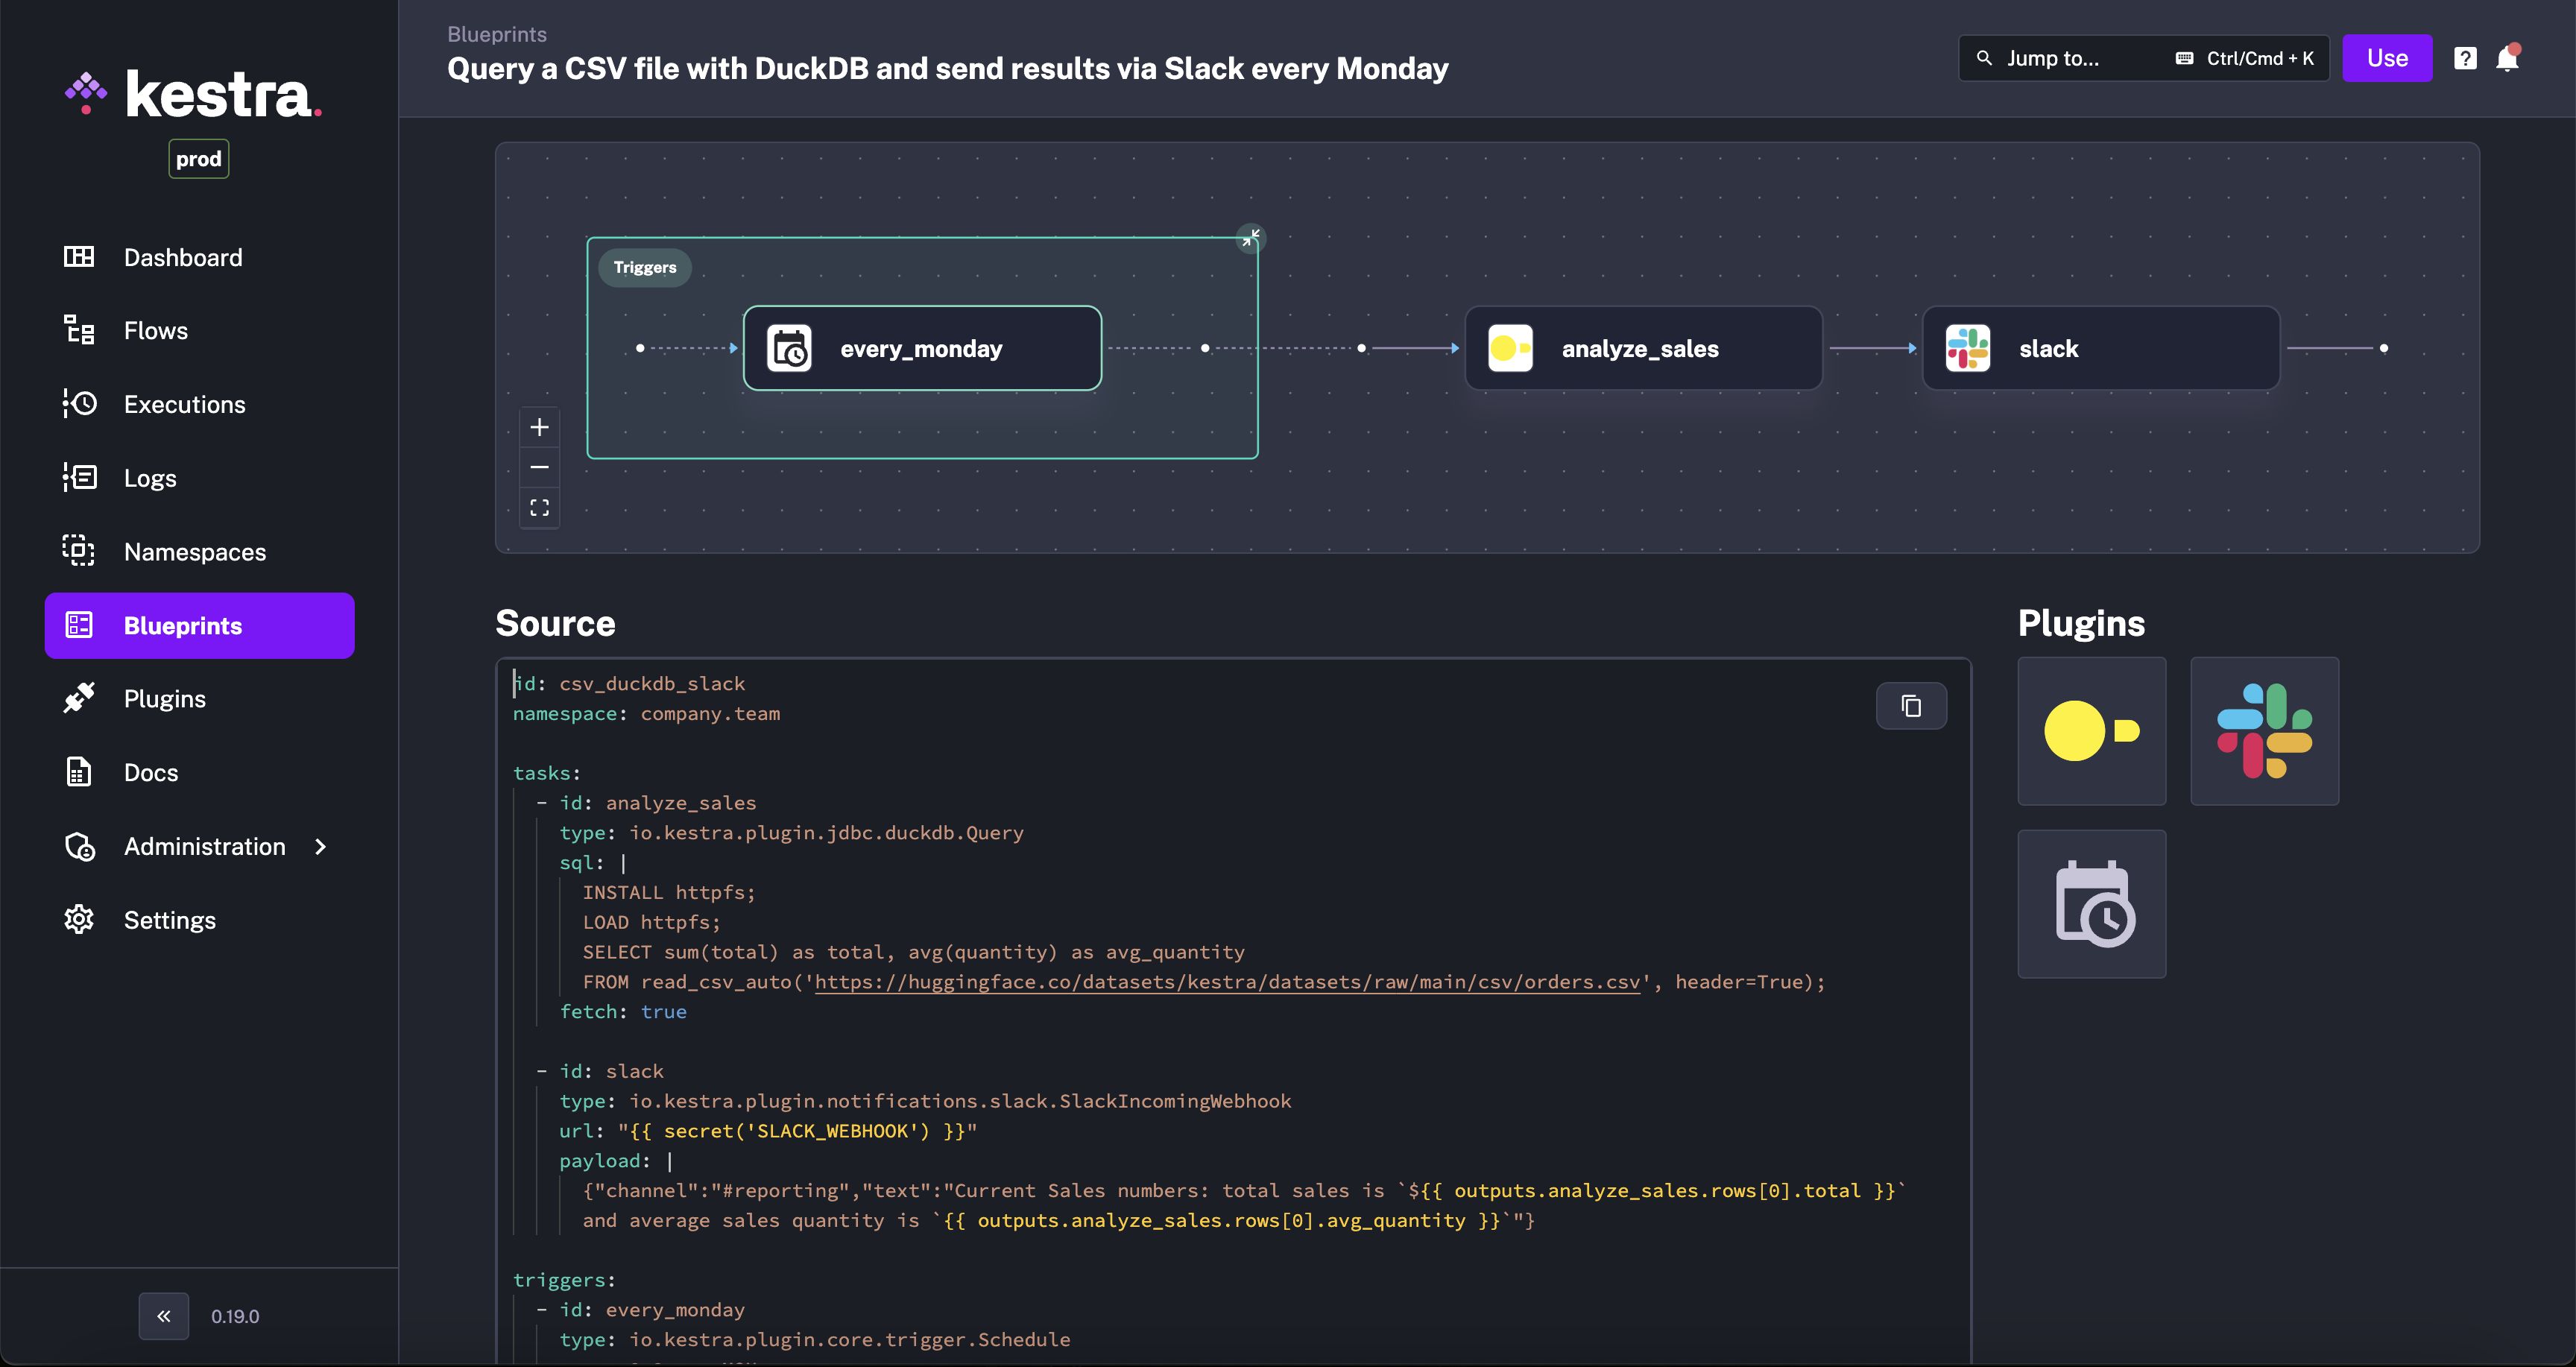 kestra.
prod
Dashboard
Flows
Executions
Logs
Namespaces
Blueprints
Plugins
Docs
Administration
Settings
0.19.0
Blueprints
Query a CSV file with DuckDB and send results via Slack every Monday
Jump to...
Ctrl/Cmd + K
Use
Triggers
every_monday
analyze_sales
slack
Source
id: csv_duckdb_slack
namespace: company.team
tasks:
- id: analyze_sales
type: io.kestra.plugin.jdbc.duckdb.Query
sql: |
INSTALL httpfs;
LOAD httpfs;
SELECT sum(total) as total, avg(quantity) as avg_quantity
FROM read_csv_auto('https://huggingface.co/datasets/kestra/datasets/raw/main/csv/orders.csv', header=True);
fetch: true
- id: slack
type: io.kestra.plugin.notifications.slack.SlackIncomingWebhook
url: "{{ secret('SLACK_WEBHOOK') }}"
payload: |
{"channel":"#reporting","text":"Current Sales numbers: total sales is `${{ outputs.analyze_sales.rows[0].total }}`
and average sales quantity is `{{ outputs.analyze_sales.rows[0].avg_quantity }}`"}
triggers:
- id: every_monday
type: io.kestra.plugin.core.trigger.Schedule
Plugins